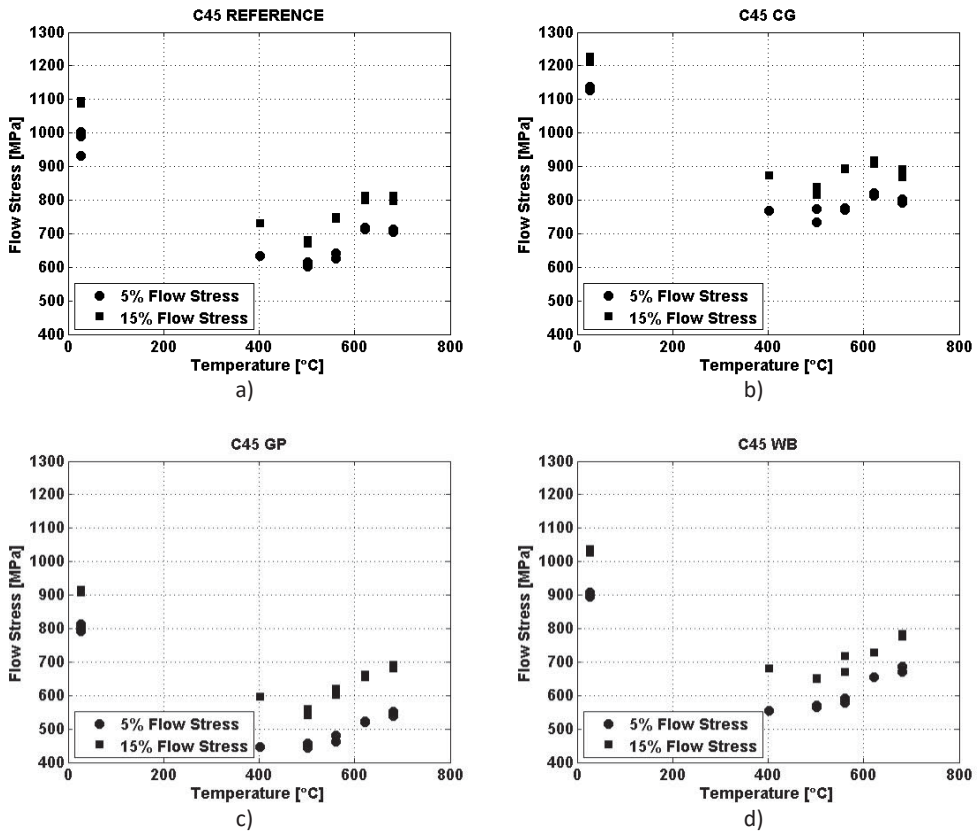 C45 REFERENCE
1300
1200
1100
1000
900
800
700
600
500
400
Flow Stress [MPa]
5% Flow Stress
15% Flow Stress
0 200 400 600 800
Temperature [°C]
a)
C45 CG
1300
1200
1100
1000
900
800
700
600
500
400
Flow Stress [MPa]
5% Flow Stress
15% Flow Stress
0 200 400 600 800
Temperature [°C]
b)
C45 GP
1300
1200
1100
1000
900
800
700
600
500
400
Flow Stress [MPa]
5% Flow Stress
15% Flow Stress
0 200 400 600 800
Temperature [°C]
c)
C45 WB
1300
1200
1100
1000
900
800
700
600
500
400
Flow Stress [MPa]
5% Flow Stress
15% Flow Stress
0 200 400 600 800
Temperature [°C]
d)